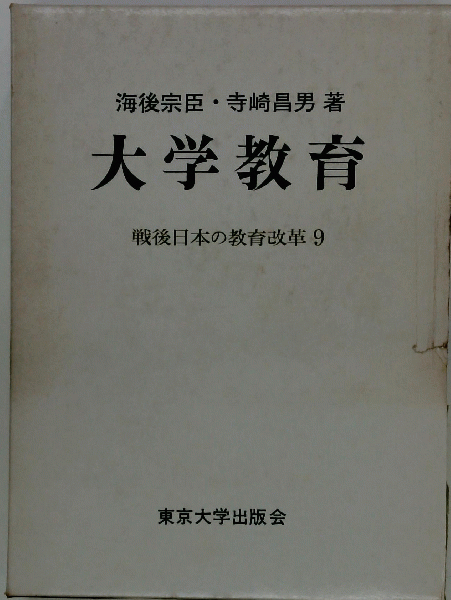 海後宗臣・寺﨑昌男 著
大学教育
戦後日本の教育改革 9
東京大学出版会